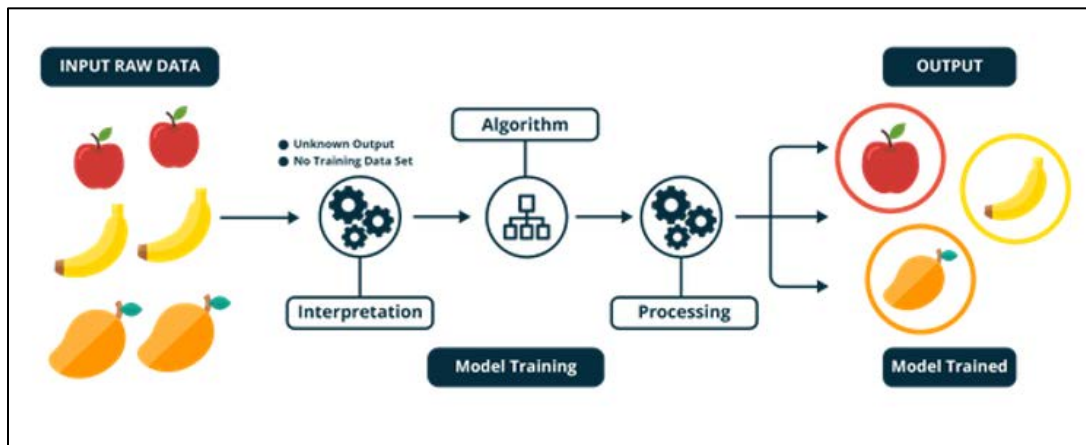 INPUT RAW DATA
Unknown Output
No Training Data Set
Interpretation
Algorithm
Processing
Model Training
OUTPUT
Model Trained